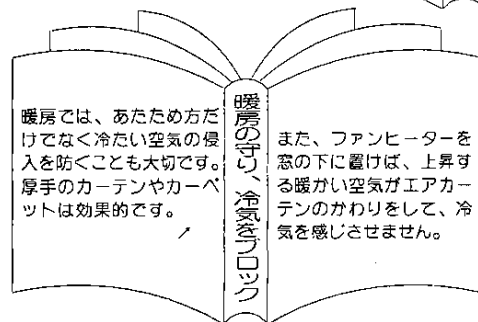 暖房では、あたため方だ
けでなく冷たい空気の侵
入を防ぐことも大切です。
厚手のカーテンやカーペ
ットは効果的です。
暖房の守り、冷気をブロック
また、ファンヒーターを
窓の下に置けば、上昇す
る暖かい空気がエアカー
テンのかわりをして、冷
気を感じさせません。